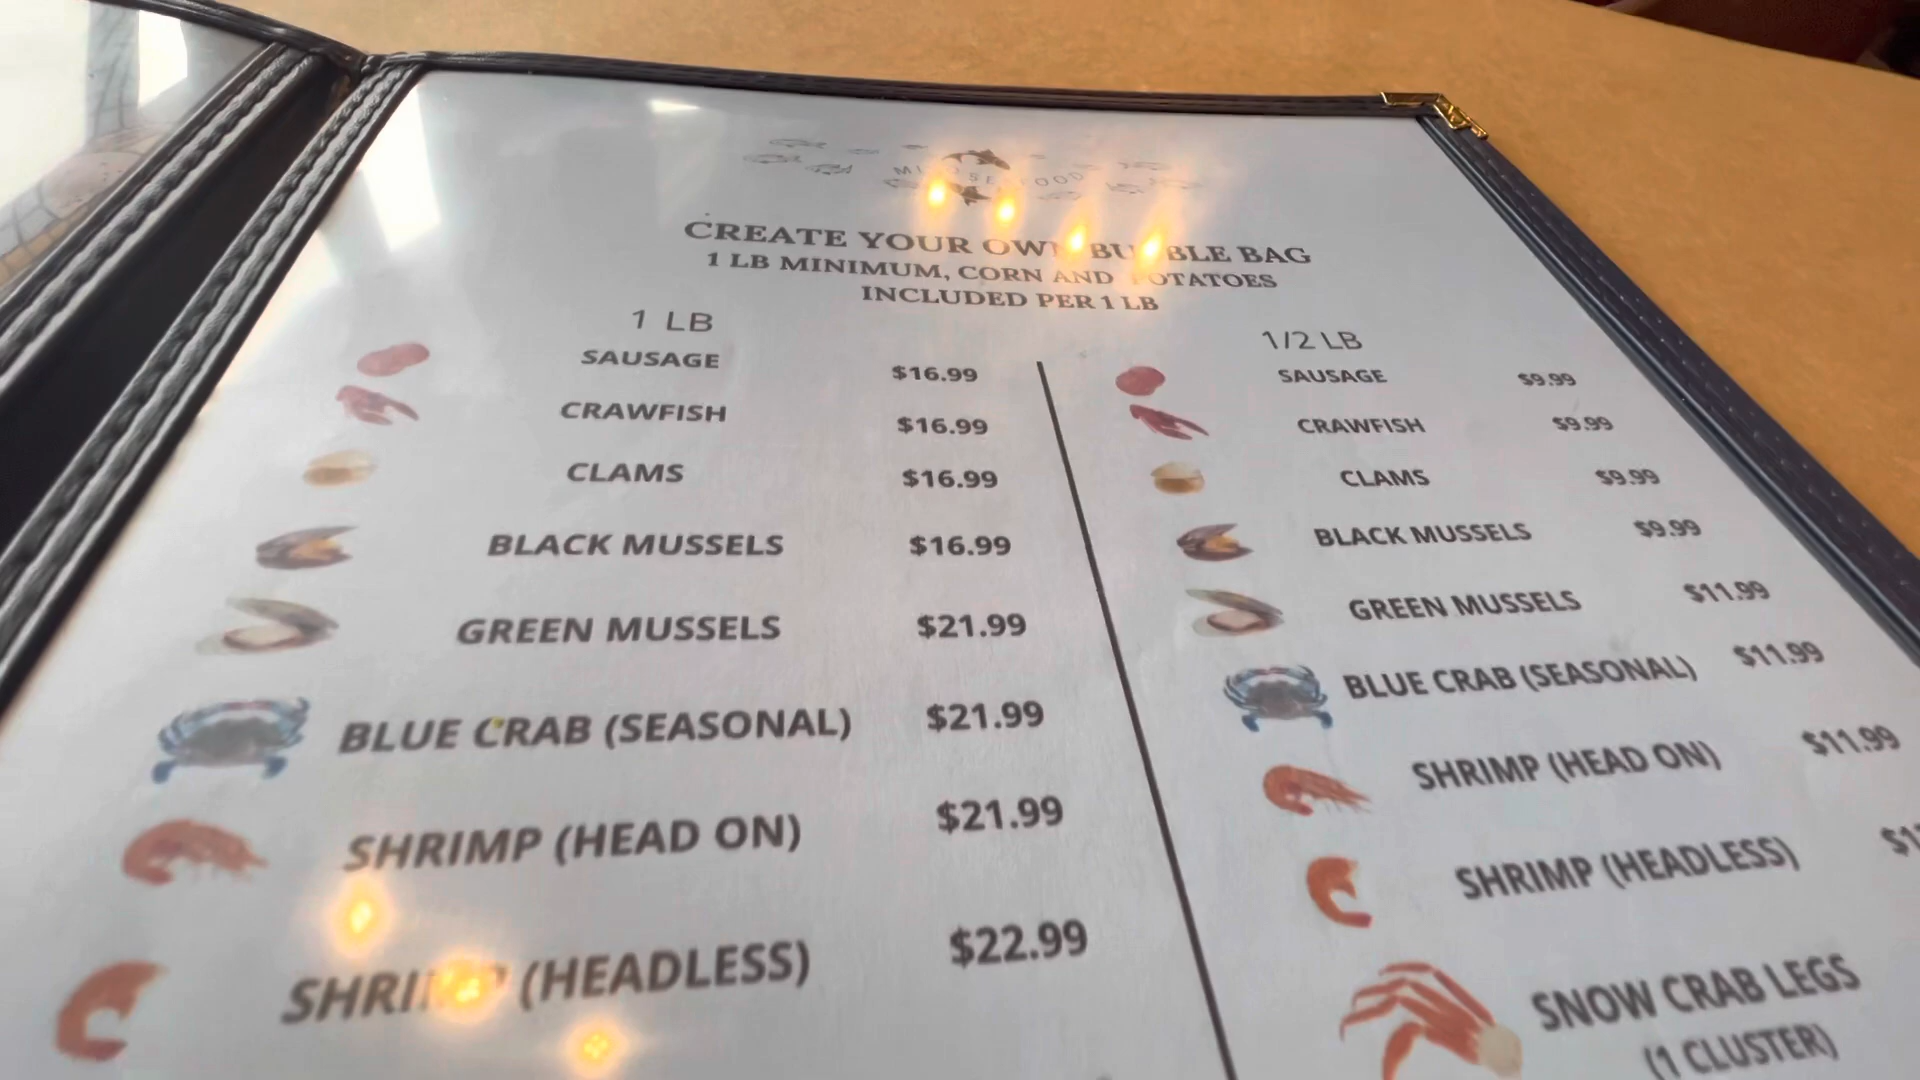 CREATE YOUR OWN BUBBLE BAG
1 LB MINIMUM, CORN AND POTATOES
INCLUDED PER 1 LB
1 LB
SAUSAGE $16.99
CRAWFISH $16.99
CLAMS $16.99
BLACK MUSSELS $16.99
GREEN MUSSELS $21.99
BLUE CRAB (SEASONAL) $21.99
SHRIMP (HEAD ON) $21.99
SHRIMP (HEADLESS) $22.99
1/2 LB
SAUSAGE $9.99
CRAWFISH $9.99
CLAMS $9.99
BLACK MUSSELS $9.99
GREEN MUSSELS $11.99
BLUE CRAB (SEASONAL) $11.99
SHRIMP (HEAD ON) $11.99
SHRIMP (HEADLESS)
SNOW CRAB LEGS
(1 CLUSTER)